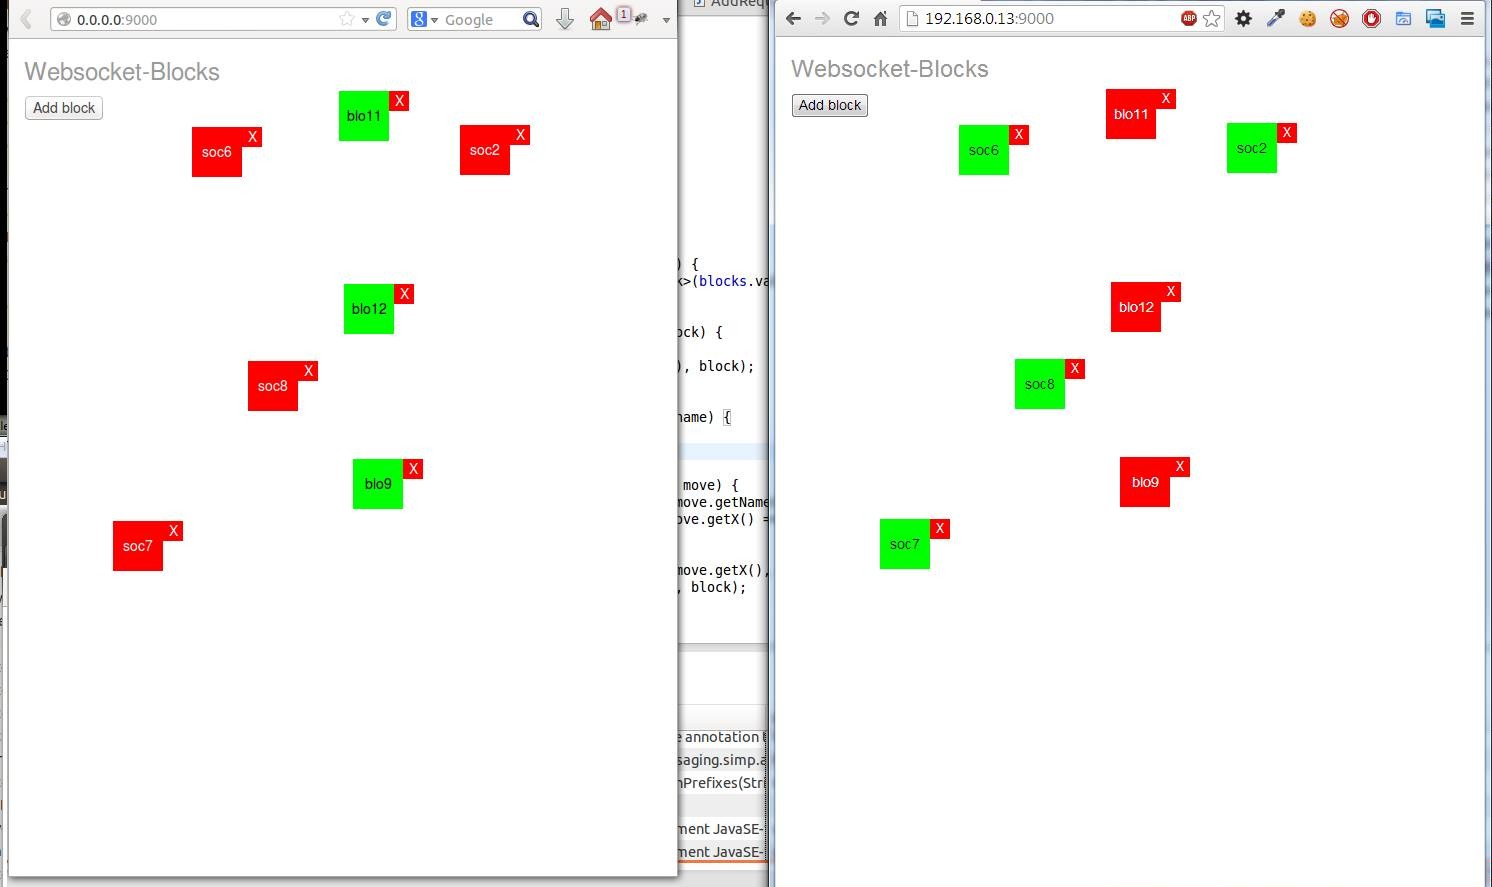 0.0.0.0:9000
Google
1
Websocket-Blocks
Add block
blo11 X
soc6 X
soc2 X
blo12 X
soc8 X
blo9 X
soc7 X
) {
>(blocks.va
ock) {
), block);
name) {
move) {
move.getName
ove.getX() =
move.getX(),
, block);
e annotation
saging.simp.a
nPrefixes(Stri
ment JavaSE-
ment JavaSE-
192.168.0.13:9000
ABP
Websocket-Blocks
Add block
blo11 X
soc6 X
soc2 X
blo12 X
soc8 X
blo9 X
soc7 X